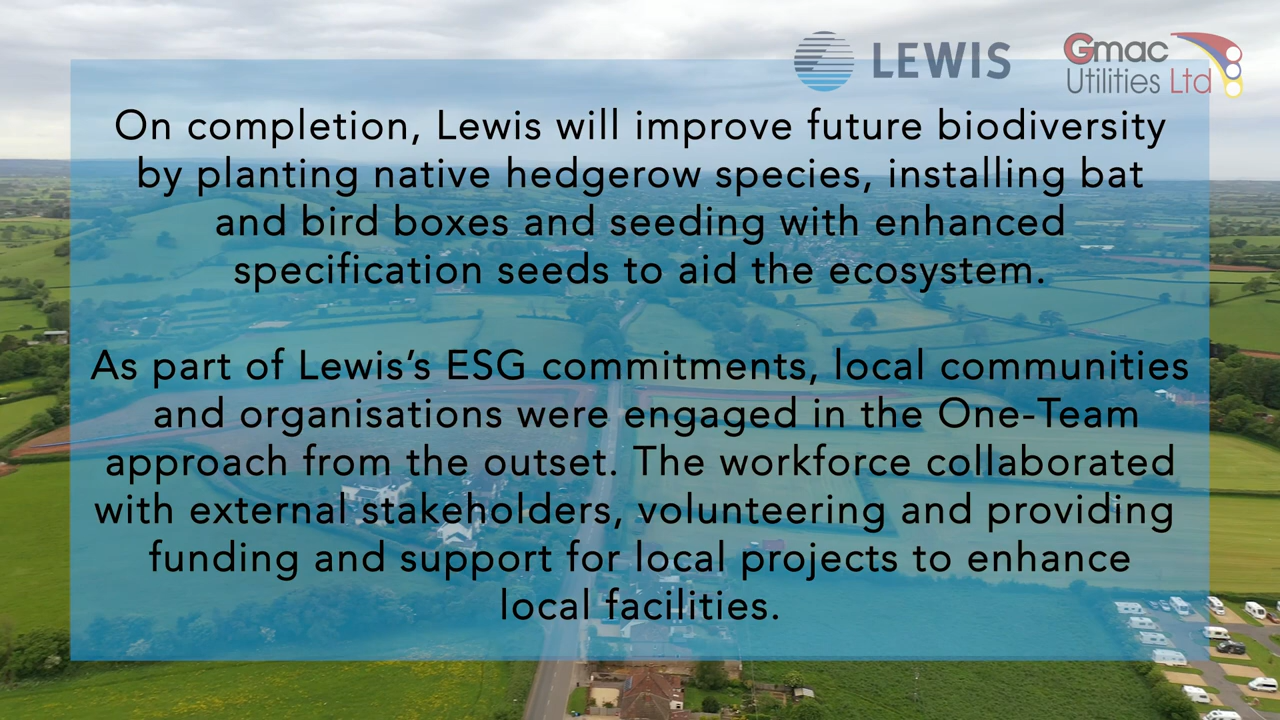 LEWIS
Gmac
Utilities Ltd
On completion, Lewis will improve future biodiversity
by planting native hedgerow species, installing bat
and bird boxes and seeding with enhanced
specification seeds to aid the ecosystem.
As part of Lewis’s ESG commitments, local communities
and organisations were engaged in the One-Team
approach from the outset. The workforce collaborated
with external stakeholders, volunteering and providing
funding and support for local projects to enhance
local facilities.